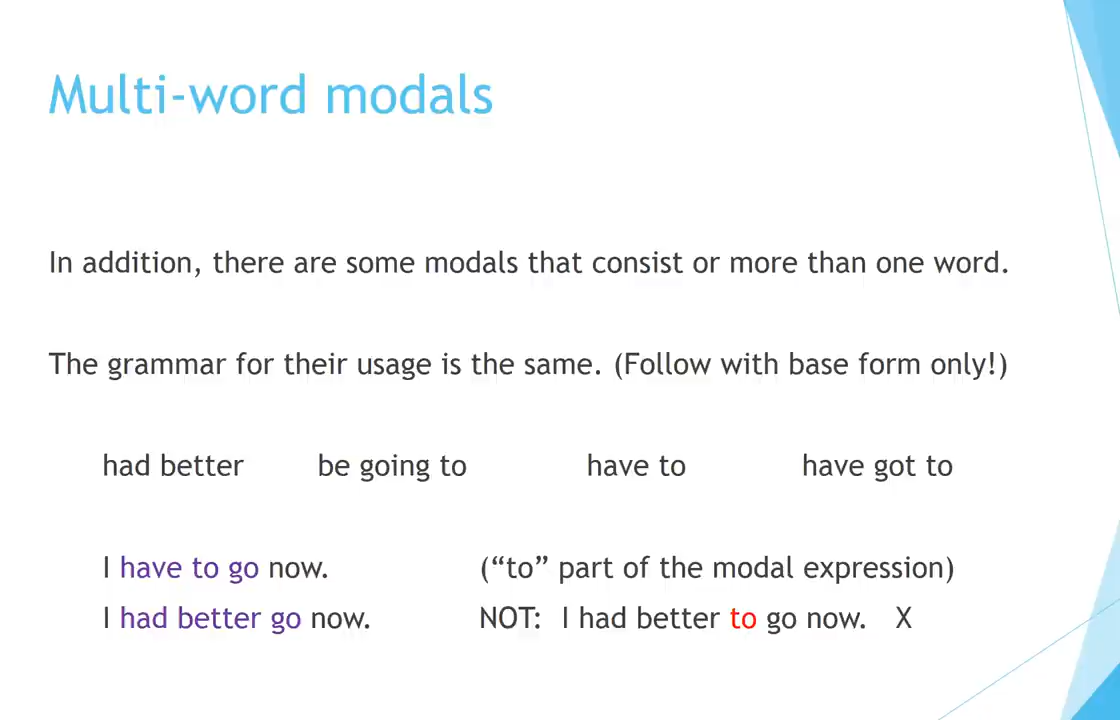 Multi-word modals
In addition, there are some modals that consist or more than one word.
The grammar for their usage is the same. (Follow with base form only!)
had better be going to have to have got to
I have to go now. (“to” part of the modal expression)
I had better go now. NOT: I had better to go now. X